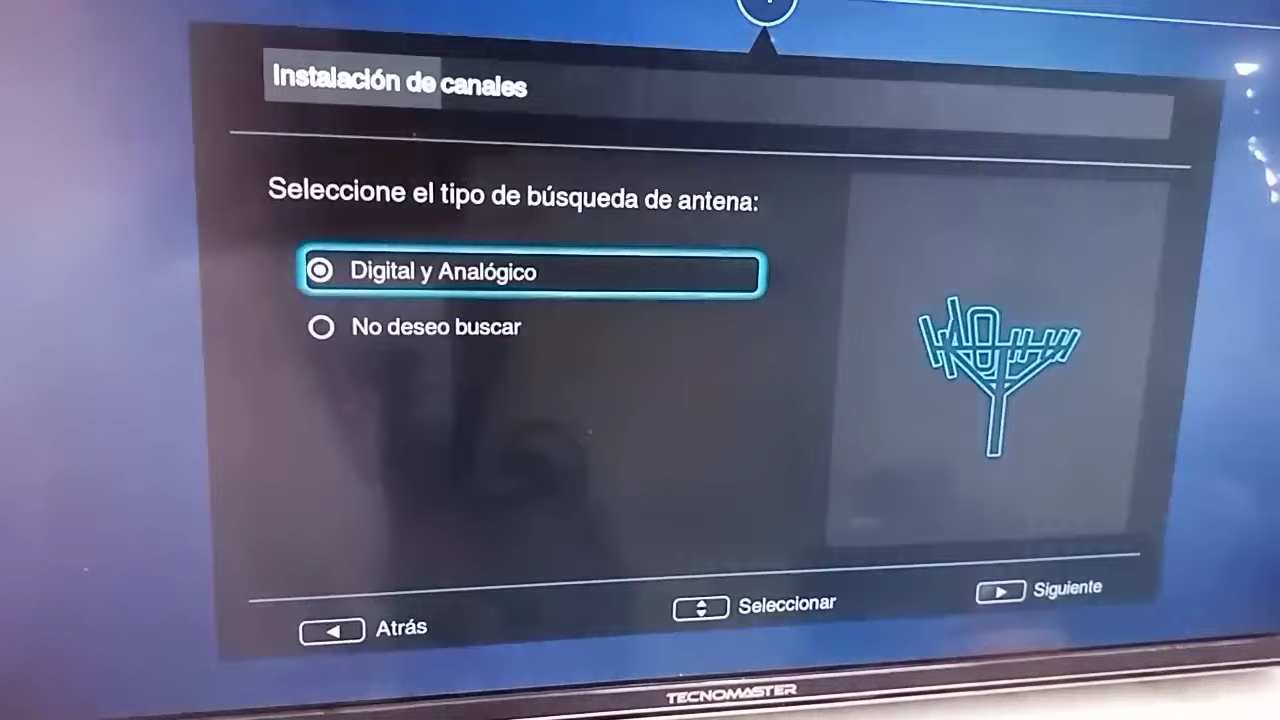 Instalación de canales
Seleccione el tipo de búsqueda de antena:
Digital y Analógico
No deseo buscar
Atrás
Seleccionar
Siguiente
TECNOMASTER